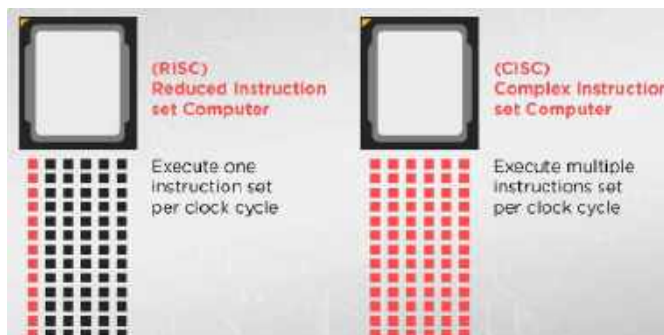 (RISC)
Reduced Instruction
set Computer
Execute one
instruction set
per clock cycle
(CISC)
Complex Instruction
set Computer
Execute multiple
instructions set
per clock cycle